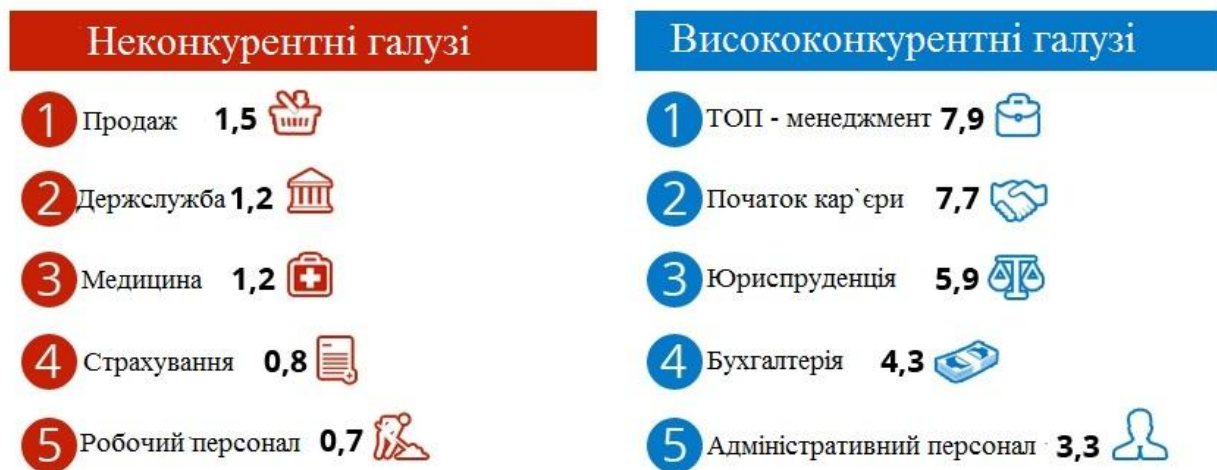 Неконкурентні галузі
1 Продаж 1,5
2 Держслужба 1,2
3 Медицина 1,2
4 Страхування 0,8
5 Робочий персонал 0,7
Висококонкурентні галузі
1 ТОП - менеджмент 7,9
2 Початок кар`єри 7,7
3 Юриспруденція 5,9
4 Бухгалтерія 4,3
5 Адміністративний персонал 3,3